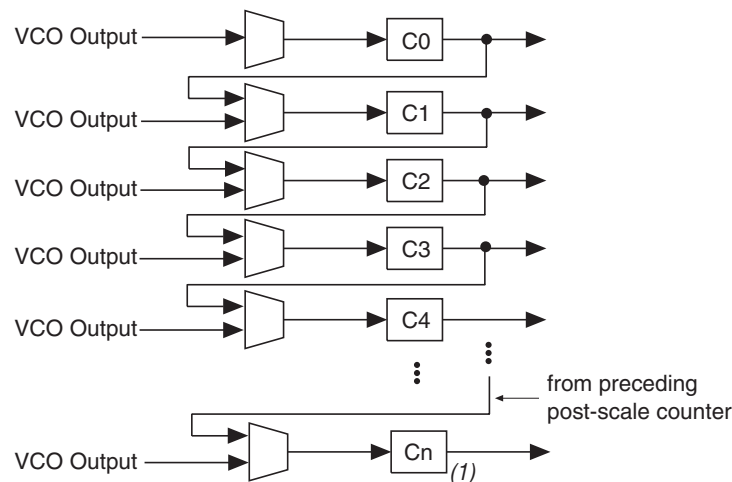 VCO Output
C0
VCO Output
C1
VCO Output
C2
VCO Output
C3
VCO Output
C4
from preceding
post-scale counter
VCO Output
Cn
(1)